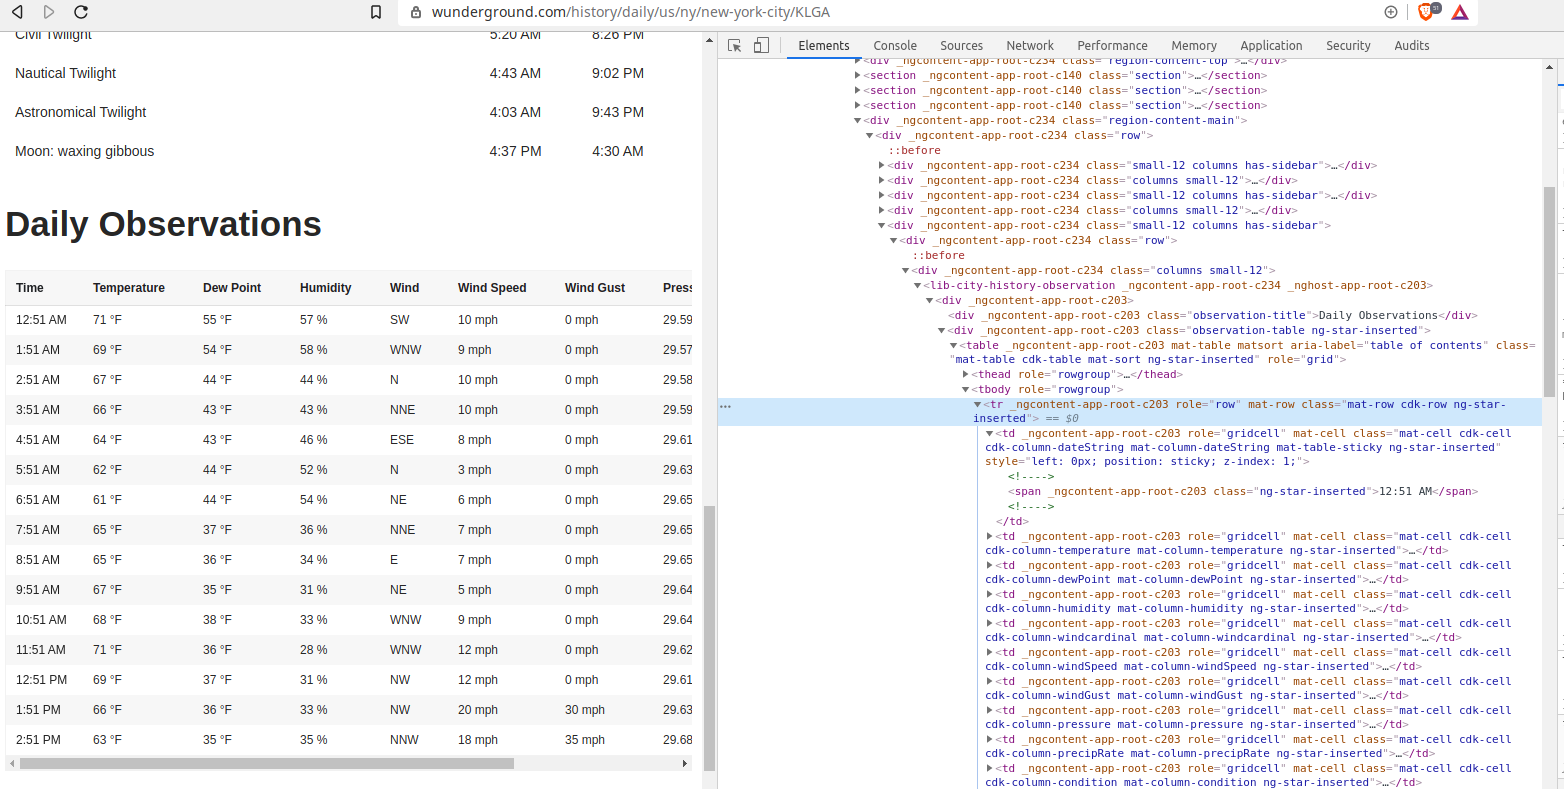 wunderground.com/history/daily/us/ny/new-york-city/KLGA
51
Civil Twilight 5:20 AM 8:26 PM
Nautical Twilight 4:43 AM 9:02 PM
Astronomical Twilight 4:03 AM 9:43 PM
Moon: waxing gibbous 4:37 PM 4:30 AM
Daily Observations
Time Temperature Dew Point Humidity Wind Wind Speed Wind Gust Press
12:51 AM 71 °F 55 °F 57 % SW 10 mph 0 mph 29.59
1:51 AM 69 °F 54 °F 58 % WNW 9 mph 0 mph 29.57
2:51 AM 67 °F 44 °F 44 % N 10 mph 0 mph 29.58
3:51 AM 66 °F 43 °F 43 % NNE 10 mph 0 mph 29.59
4:51 AM 64 °F 43 °F 46 % ESE 8 mph 0 mph 29.61
5:51 AM 62 °F 44 °F 52 % N 3 mph 0 mph 29.63
6:51 AM 61 °F 44 °F 54 % NE 6 mph 0 mph 29.65
7:51 AM 65 °F 37 °F 36 % NNE 7 mph 0 mph 29.65
8:51 AM 65 °F 36 °F 34 % E 7 mph 0 mph 29.65
9:51 AM 67 °F 35 °F 31 % NE 5 mph 0 mph 29.64
10:51 AM 68 °F 38 °F 33 % WNW 9 mph 0 mph 29.64
11:51 AM 71 °F 36 °F 28 % WNW 12 mph 0 mph 29.62
12:51 PM 69 °F 37 °F 31 % NW 12 mph 0 mph 29.61
1:51 PM 66 °F 36 °F 33 % NW 20 mph 30 mph 29.63
2:51 PM 63 °F 35 °F 35 % NNW 18 mph 35 mph 29.68
Elements Console Sources Network Performance Memory Application Security Audits
<div _ngcontent-app-root-c234 class="region-content-top">…</div>
<section _ngcontent-app-root-c140 class="section">…</section>
<section _ngcontent-app-root-c140 class="section">…</section>
<section _ngcontent-app-root-c140 class="section">…</section>
<div _ngcontent-app-root-c234 class="region-content-main">
<div _ngcontent-app-root-c234 class="row">
::before
<div _ngcontent-app-root-c234 class="small-12 columns has-sidebar">…</div>
<div _ngcontent-app-root-c234 class="columns small-12">…</div>
<div _ngcontent-app-root-c234 class="small-12 columns has-sidebar">…</div>
<div _ngcontent-app-root-c234 class="columns small-12">…</div>
<div _ngcontent-app-root-c234 class="small-12 columns has-sidebar">
<div _ngcontent-app-root-c234 class="row">
::before
<div _ngcontent-app-root-c234 class="columns small-12">
<lib-city-history-observation _ngcontent-app-root-c234 _nghost-app-root-c203>
<div _ngcontent-app-root-c203>
<div _ngcontent-app-root-c203 class="observation-title">Daily Observations</div>
<div _ngcontent-app-root-c203 class="observation-table ng-star-inserted">
<table _ngcontent-app-root-c203 mat-table matsort aria-label="table of contents" class=
"mat-table cdk-table mat-sort ng-star-inserted" role="grid">
<thead role="rowgroup">…</thead>
<tbody role="rowgroup">
… <tr _ngcontent-app-root-c203 role="row" mat-row class="mat-row cdk-row ng-star-
inserted"> == $0
<td _ngcontent-app-root-c203 role="gridcell" mat-cell class="mat-cell cdk-cell
cdk-column-dateString mat-column-dateString mat-table-sticky ng-star-inserted"
style="left: 0px; position: sticky; z-index: 1;">
<!---->
<span _ngcontent-app-root-c203 class="ng-star-inserted">12:51 AM</span>
<!---->
</td>
<td _ngcontent-app-root-c203 role="gridcell" mat-cell class="mat-cell cdk-cell
cdk-column-temperature mat-column-temperature ng-star-inserted">…</td>
<td _ngcontent-app-root-c203 role="gridcell" mat-cell class="mat-cell cdk-cell
cdk-column-dewPoint mat-column-dewPoint ng-star-inserted">…</td>
<td _ngcontent-app-root-c203 role="gridcell" mat-cell class="mat-cell cdk-cell
cdk-column-humidity mat-column-humidity ng-star-inserted">…</td>
<td _ngcontent-app-root-c203 role="gridcell" mat-cell class="mat-cell cdk-cell
cdk-column-windcardinal mat-column-windcardinal ng-star-inserted">…</td>
<td _ngcontent-app-root-c203 role="gridcell" mat-cell class="mat-cell cdk-cell
cdk-column-windSpeed mat-column-windSpeed ng-star-inserted">…</td>
<td _ngcontent-app-root-c203 role="gridcell" mat-cell class="mat-cell cdk-cell
cdk-column-windGust mat-column-windGust ng-star-inserted">…</td>
<td _ngcontent-app-root-c203 role="gridcell" mat-cell class="mat-cell cdk-cell
cdk-column-pressure mat-column-pressure ng-star-inserted">…</td>
<td _ngcontent-app-root-c203 role="gridcell" mat-cell class="mat-cell cdk-cell
cdk-column-precipRate mat-column-precipRate ng-star-inserted">…</td>
<td _ngcontent-app-root-c203 role="gridcell" mat-cell class="mat-cell cdk-cell
cdk-column-condition mat-column-condition ng-star-inserted">…</td>